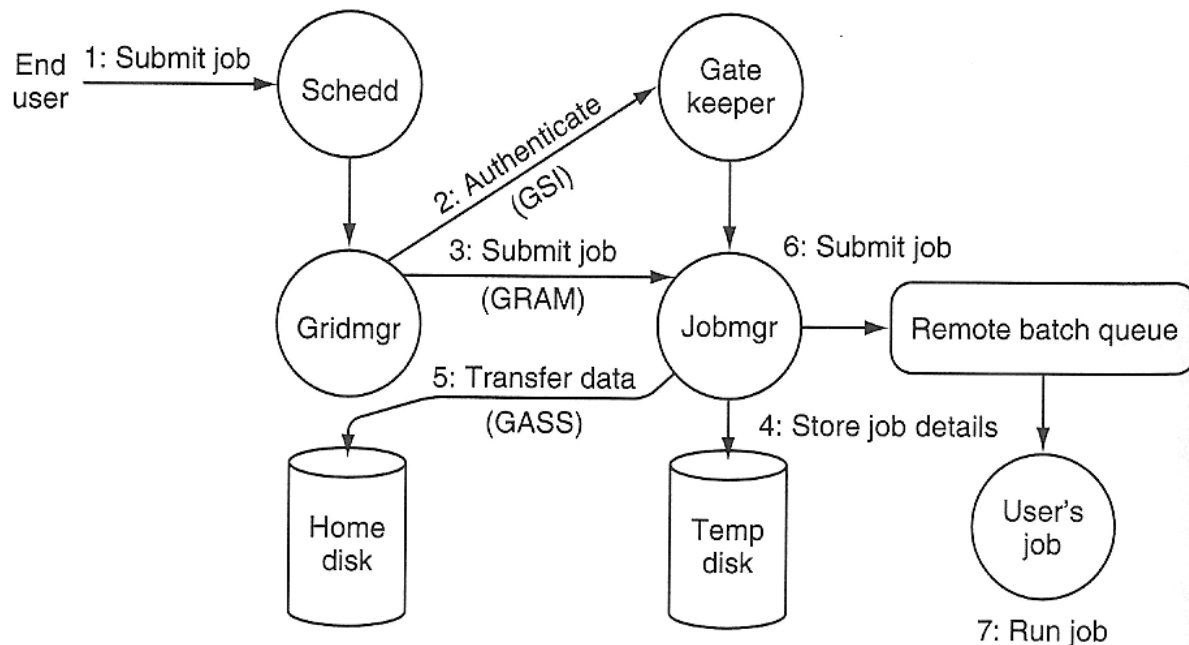 End
user
1: Submit job
Schedd
2: Authenticate
(GSI)
Gate
keeper
Gridmgr
3: Submit job
(GRAM)
Jobmgr
6: Submit job
Remote batch queue
5: Transfer data
(GASS)
4: Store job details
Home
disk
Temp
disk
User's
job
7: Run job